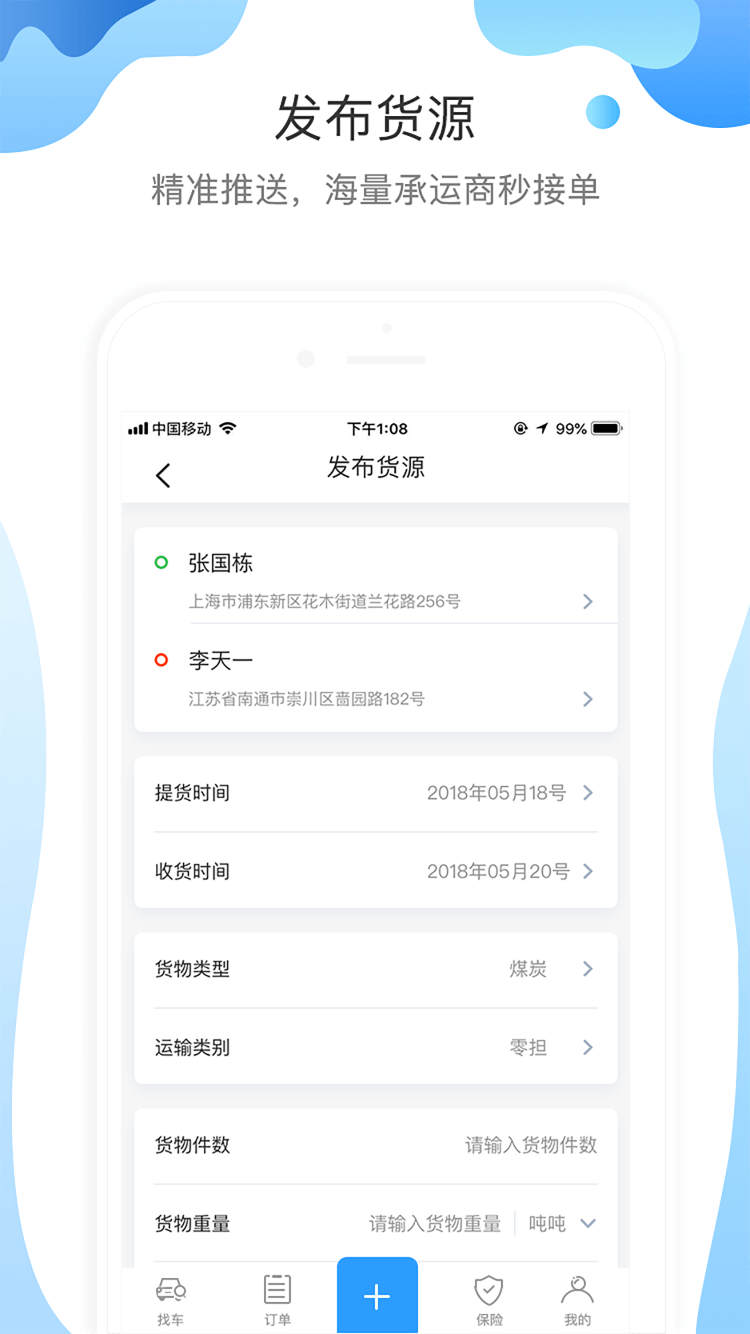 发布货源
精准推送，海量承运商秒接单
中国移动 下午1:08 99%
发布货源
张国栋
上海市浦东新区花木街道兰花路256号
李天一
江苏省南通市崇川区啬园路182号
提货时间 2018年05月18号
收货时间 2018年05月20号
货物类型 煤炭
运输类别 零担
货物件数 请输入货物件数
货物重量 请输入货物重量 吨吨
找车 订单 保险 我的